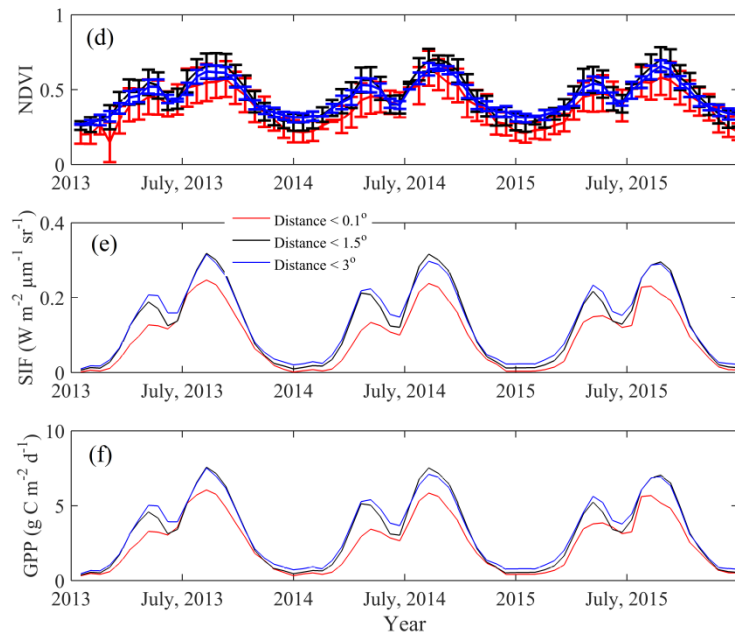 1
(d)
NDVI
0.5
0
2013
July, 2013
2014
July, 2014
2015
July, 2015
0.4
(e)
Distance < 0.1°
Distance < 1.5°
Distance < 3°
SIF (W m⁻² μm⁻¹ sr⁻¹)
0.2
0
2013
July, 2013
2014
July, 2014
2015
July, 2015
10
(f)
GPP (g C m⁻² d⁻¹)
5
0
2013
July, 2013
2014
July, 2014
2015
July, 2015
Year